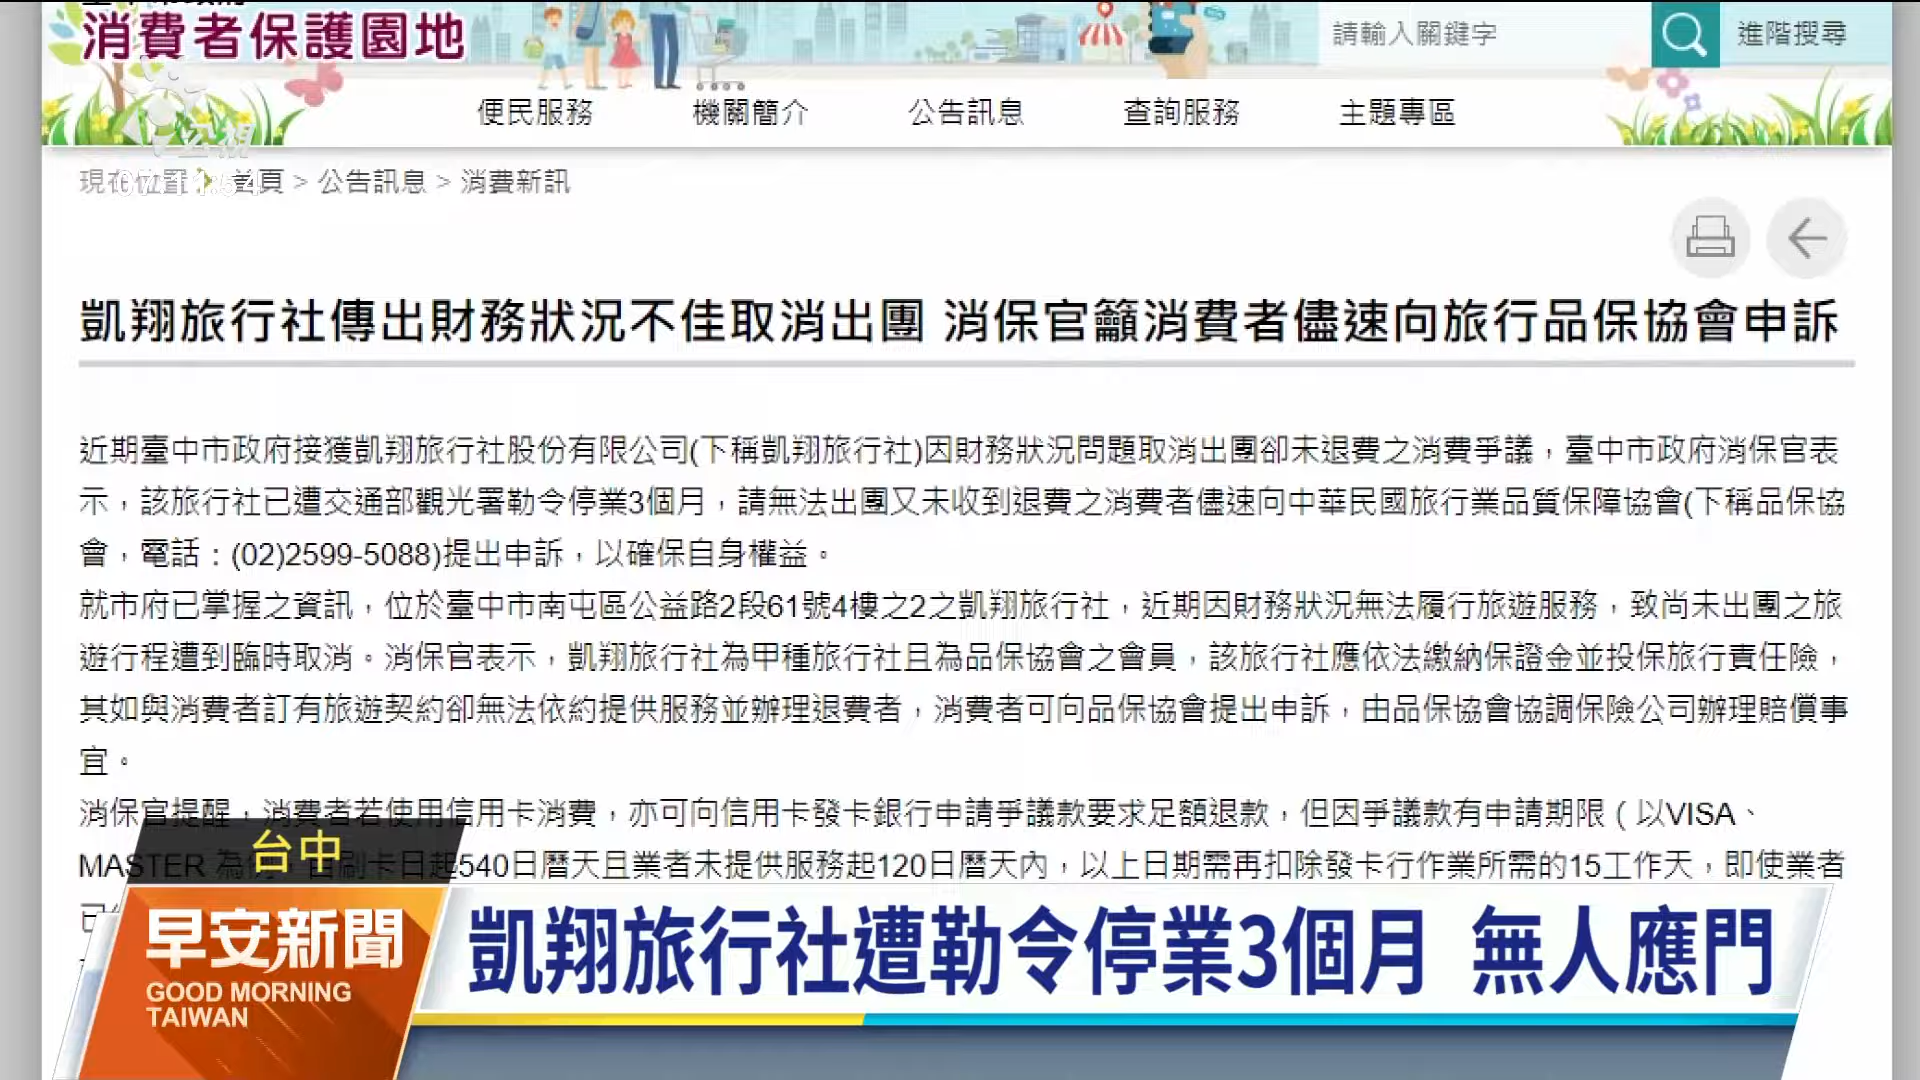 消費者保護園地
請輸入關鍵字
進階搜尋
便民服務
機關簡介
公告訊息
查詢服務
主題專區
公視
現在位置 首頁 > 公告訊息 > 消費新訊
凱翔旅行社傳出財務狀況不佳取消出團 消保官籲消費者儘速向旅行品保協會申訴
近期臺中市政府接獲凱翔旅行社股份有限公司(下稱凱翔旅行社)因財務狀況問題取消出團卻未退費之消費爭議，臺中市政府消保官表
示，該旅行社已遭交通部觀光署勒令停業3個月，請無法出團又未收到退費之消費者儘速向中華民國旅行業品質保障協會(下稱品保協
會，電話：(02)2599-5088)提出申訴，以確保自身權益。
就市府已掌握之資訊，位於臺中市南屯區公益路2段61號4樓之2之凱翔旅行社，近期因財務狀況無法履行旅遊服務，致尚未出團之旅
遊行程遭到臨時取消。消保官表示，凱翔旅行社為甲種旅行社且為品保協會之會員，該旅行社應依法繳納保證金並投保旅行責任險，
其如與消費者訂有旅遊契約卻無法依約提供服務並辦理退費者，消費者可向品保協會提出申訴，由品保協會協調保險公司辦理賠償事
宜。
消保官提醒，消費者若使用信用卡消費，亦可向信用卡發卡銀行申請爭議款要求足額退款，但因爭議款有申請期限（以VISA、
MASTER 為例，自刷卡日起540日曆天且業者未提供服務起120日曆天內，以上日期需再扣除發卡行作業所需的15工作天，即使業者
台中
早安新聞
GOOD MORNING
TAIWAN
凱翔旅行社遭勒令停業3個月 無人應門